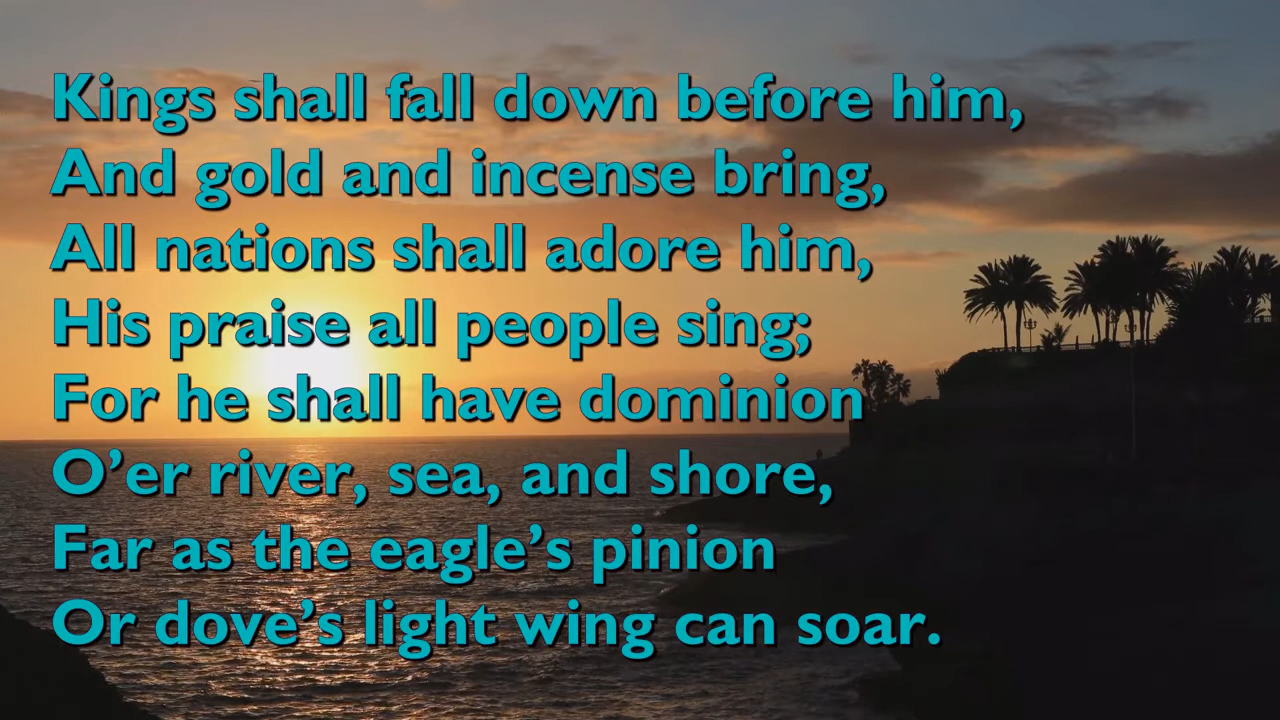 Kings shall fall down before him,
And gold and incense bring,
All nations shall adore him,
His praise all people sing;
For he shall have dominion
O’er river, sea, and shore,
Far as the eagle’s pinion
Or dove’s light wing can soar.